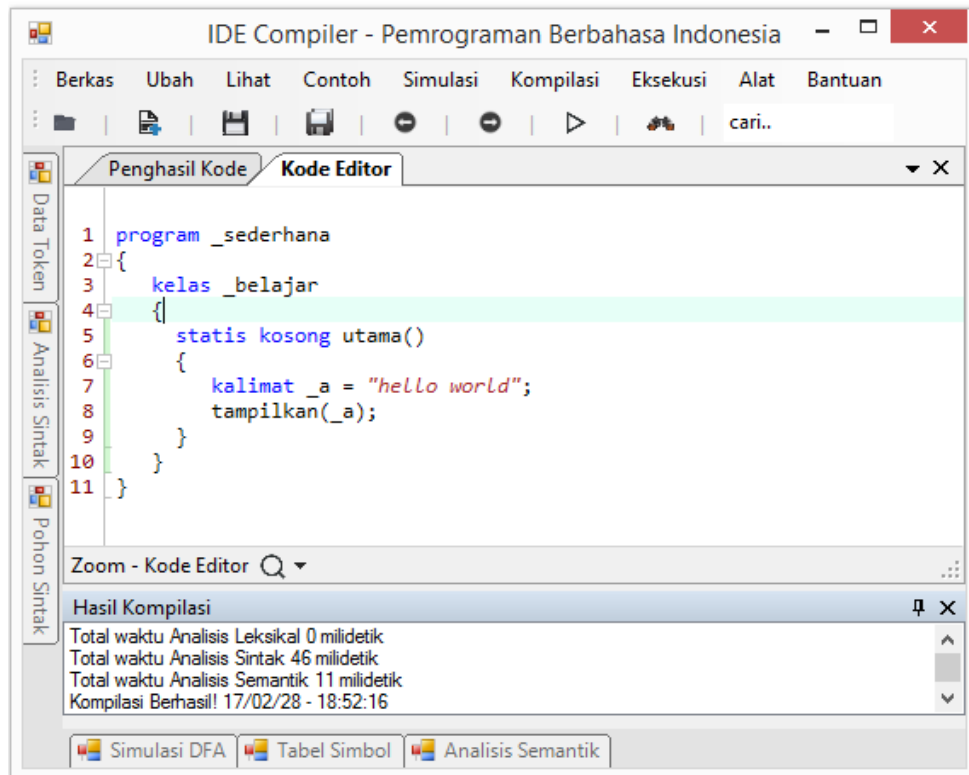 IDE Compiler - Pemrograman Berbahasa Indonesia
Berkas Ubah Lihat Contoh Simulasi Kompilasi Eksekusi Alat Bantuan
cari..
Penghasil Kode Kode Editor
Data Token
Analisis Sintak
Pohon Sintak
1 program _sederhana
2 {
3 kelas _belajar
4 {
5 statis kosong utama()
6 {
7 kalimat _a = "hello world";
8 tampilkan(_a);
9 }
10 }
11 }
Zoom - Kode Editor
Hasil Kompilasi
Total waktu Analisis Leksikal 0 milidetik
Total waktu Analisis Sintak 46 milidetik
Total waktu Analisis Semantik 11 milidetik
Kompilasi Berhasil! 17/02/28 - 18:52:16
Simulasi DFA Tabel Simbol Analisis Semantik